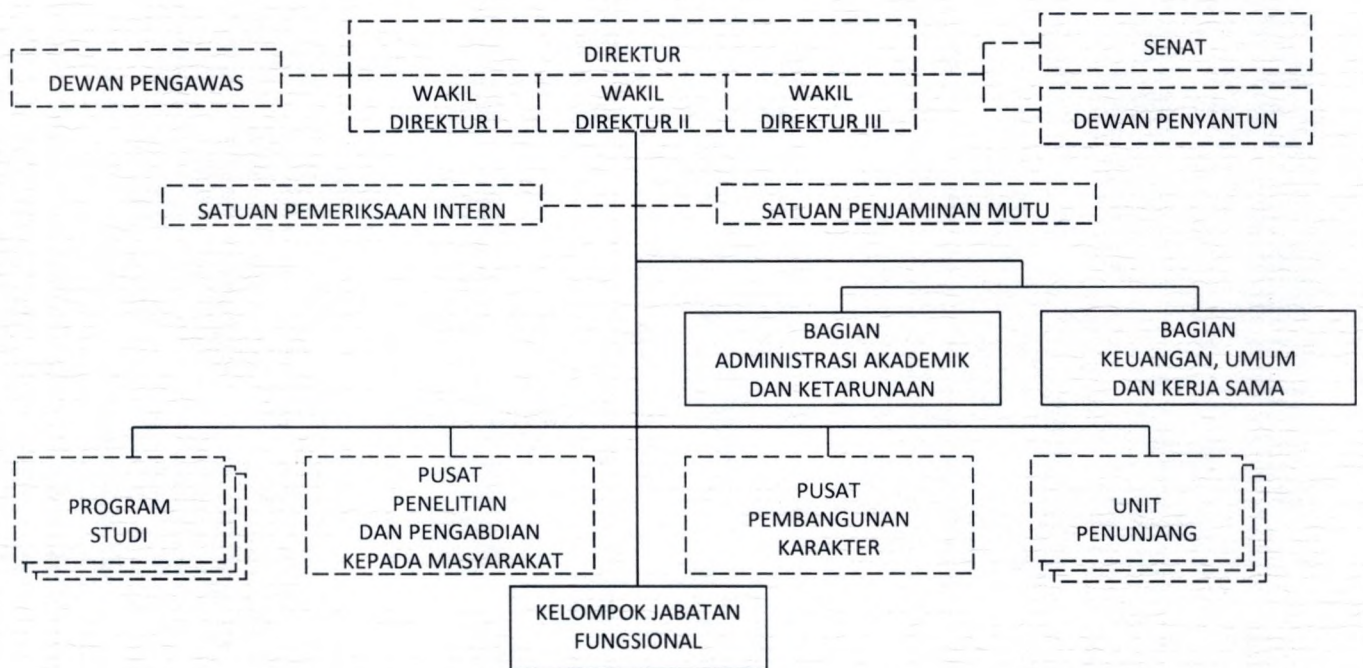 DEWAN PENGAWAS
DIREKTUR
WAKIL
DIREKTUR I
WAKIL
DIREKTUR II
WAKIL
DIREKTUR III
SENAT
DEWAN PENYANTUN
SATUAN PEMERIKSAAN INTERN
SATUAN PENJAMINAN MUTU
BAGIAN
ADMINISTRASI AKADEMIK
DAN KETARUNAAN
BAGIAN
KEUANGAN, UMUM
DAN KERJA SAMA
PROGRAM
STUDI
PUSAT
PENELITIAN
DAN PENGABDIAN
KEPADA MASYARAKAT
PUSAT
PEMBANGUNAN
KARAKTER
UNIT
PENUNJANG
KELOMPOK JABATAN
FUNGSIONAL